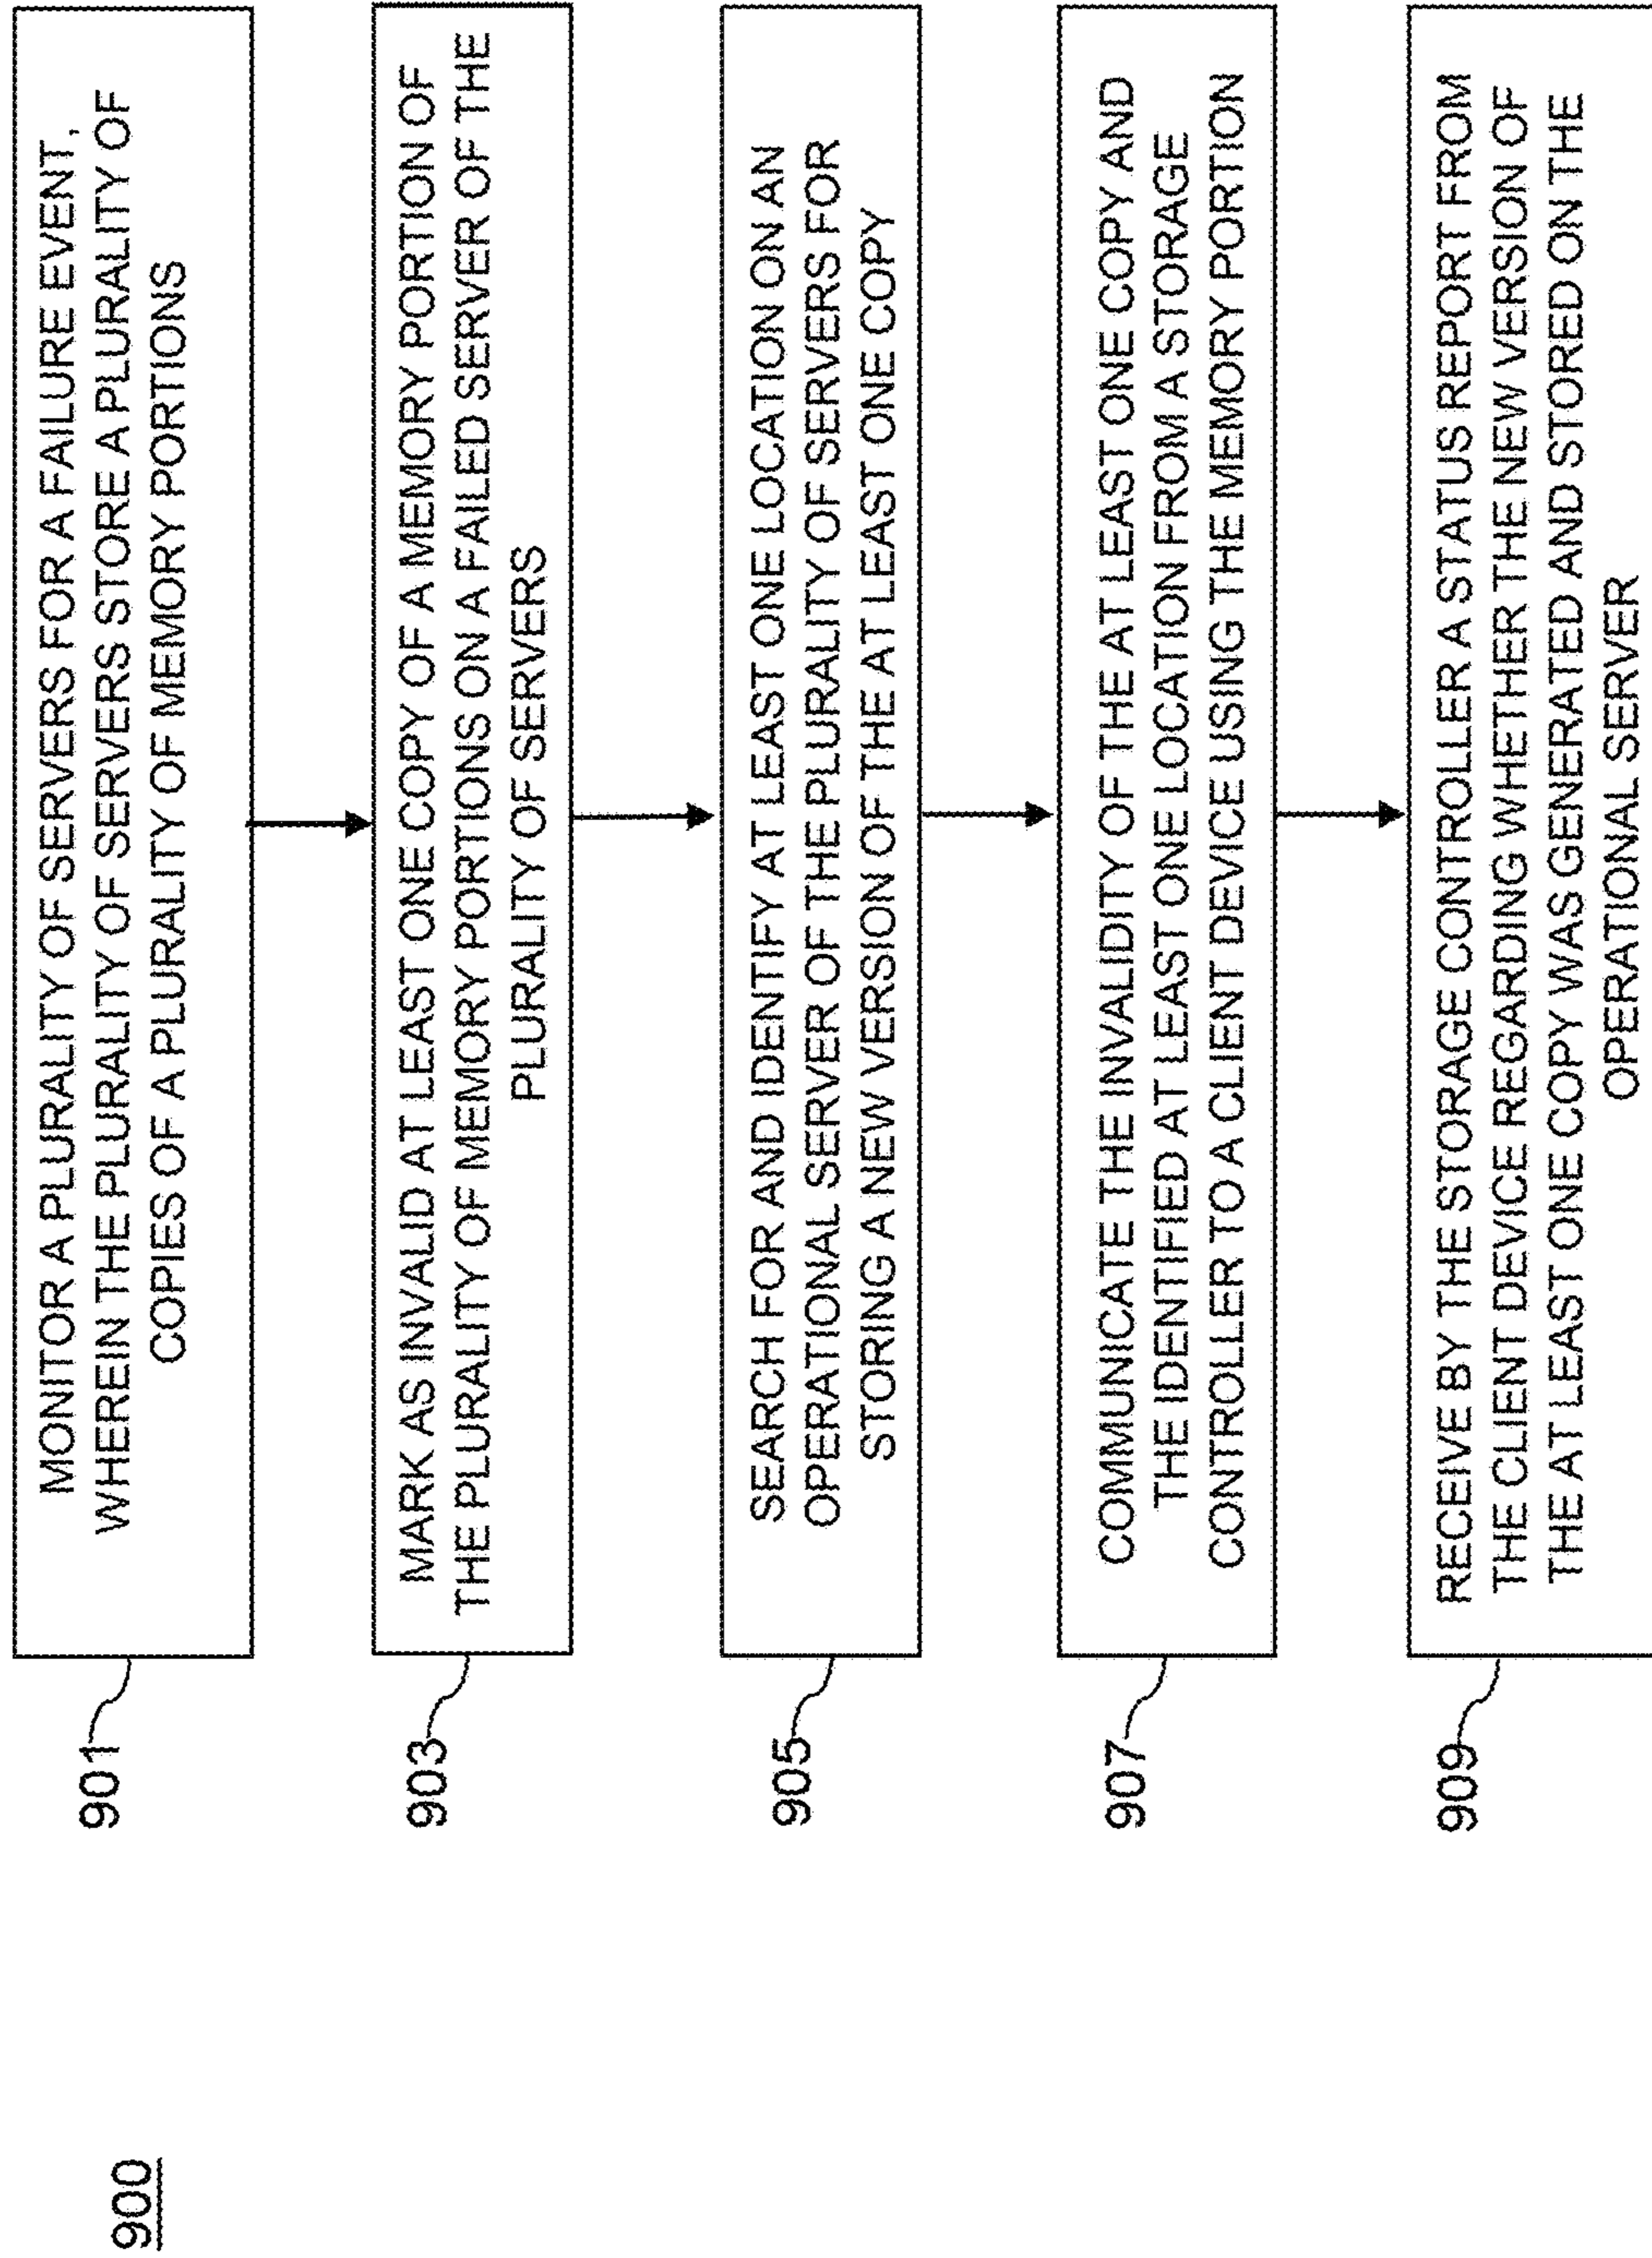 900
901
MONITOR A PLURALITY OF SERVERS FOR A FAILURE EVENT,
WHEREIN THE PLURALITY OF SERVERS STORE A PLURALITY OF
COPIES OF A PLURALITY OF MEMORY PORTIONS
903
MARK AS INVALID AT LEAST ONE COPY OF A MEMORY PORTION OF
THE PLURALITY OF MEMORY PORTIONS ON A FAILED SERVER OF THE
PLURALITY OF SERVERS
905
SEARCH FOR AND IDENTIFY AT LEAST ONE LOCATION ON AN
OPERATIONAL SERVER OF THE PLURALITY OF SERVERS FOR
STORING A NEW VERSION OF THE AT LEAST ONE COPY
907
COMMUNICATE THE INVALIDITY OF THE AT LEAST ONE COPY AND
THE IDENTIFIED AT LEAST ONE LOCATION FROM A STORAGE
CONTROLLER TO A CLIENT DEVICE USING THE MEMORY PORTION
909
RECEIVE BY THE STORAGE CONTROLLER A STATUS REPORT FROM
THE CLIENT DEVICE REGARDING WHETHER THE NEW VERSION OF
THE AT LEAST ONE COPY WAS GENERATED AND STORED ON THE
OPERATIONAL SERVER